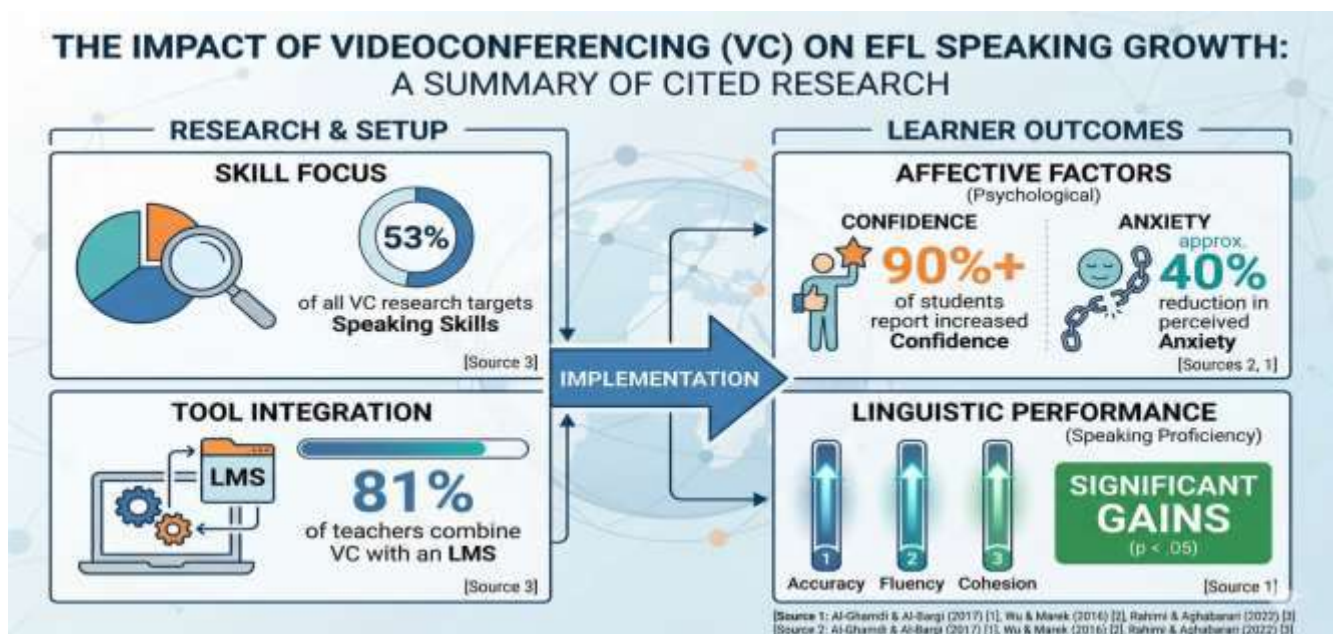 THE IMPACT OF VIDEOCONFERENCING (VC) ON EFL SPEAKING GROWTH:
A SUMMARY OF CITED RESEARCH
RESEARCH & SETUP
SKILL FOCUS
53%
of all VC research targets
Speaking Skills
[Source 3]
TOOL INTEGRATION
LMS
81%
of teachers combine
VC with an LMS
[Source 3]
IMPLEMENTATION
LEARNER OUTCOMES
AFFECTIVE FACTORS
(Psychological)
CONFIDENCE
90%+
of students
report increased
Confidence
ANXIETY
approx.
40%
reduction in
perceived
Anxiety
[Sources 2, 1]
LINGUISTIC PERFORMANCE
(Speaking Proficiency)
1
2
3
Accuracy
Fluency
Cohesion
SIGNIFICANT
GAINS
(p < .05)
[Source 1]
[Source 1: Al-Ghamdi & Al-Bargi (2017) [1], Wu & Marek (2016) [2], Rahimi & Aghabarari (2022) [3]
[Source 2: Al-Ghamdi & Al-Bargi (2017) [1], Wu & Marek (2016) [2], Rahimi & Aghabarari (2022) [3]